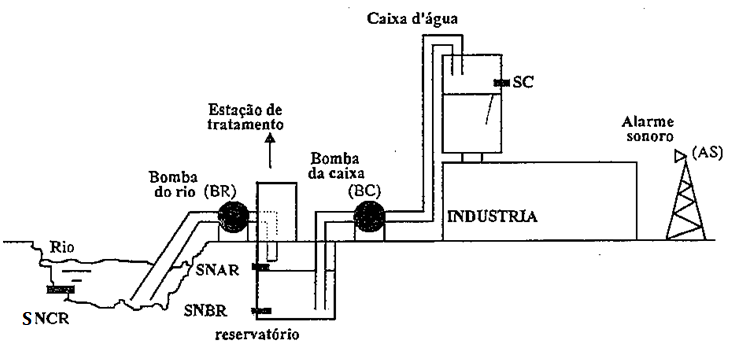 Caixa d'água
SC
Estação de
tratamento
Alarme
sonoro
(AS)
Bomba
do rio (BR)
Bomba
da caixa
(BC)
INDUSTRIA
Rio
SNAR
SNBR
SNCR
reservatório